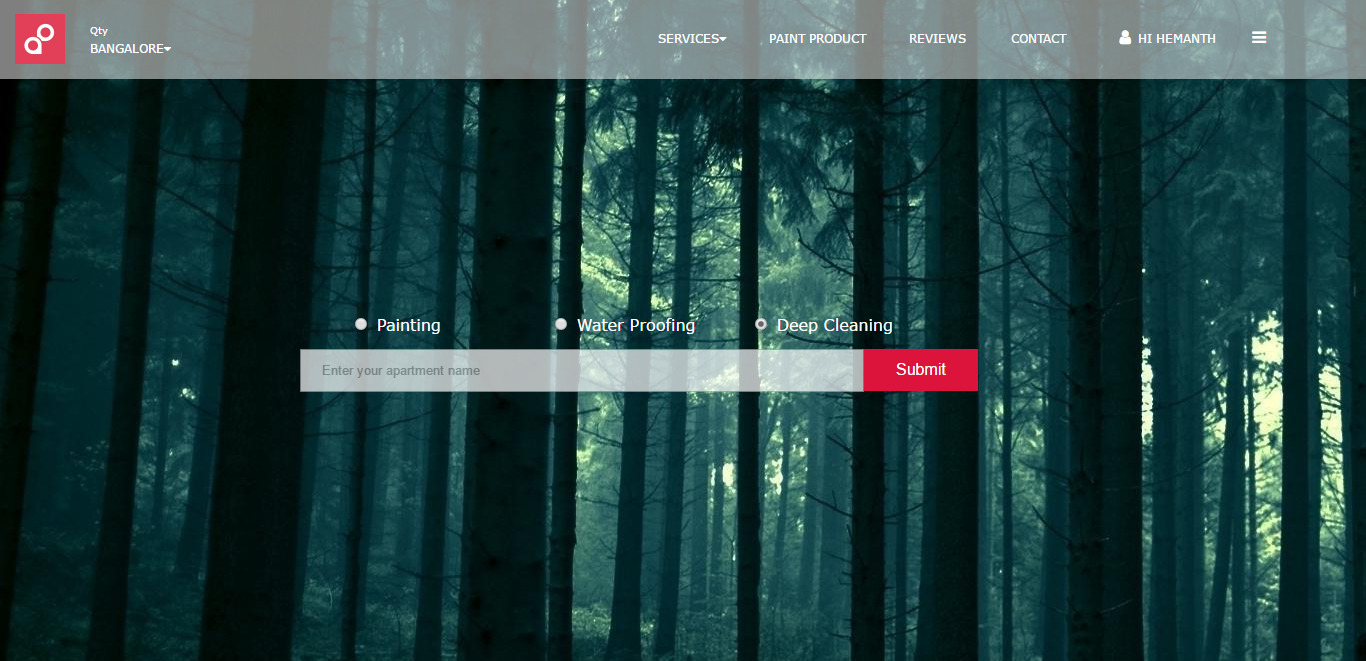 Qty
BANGALORE
SERVICES
PAINT PRODUCT
REVIEWS
CONTACT
HI HEMANTH
Painting
Water Proofing
Deep Cleaning
Enter your apartment name
Submit